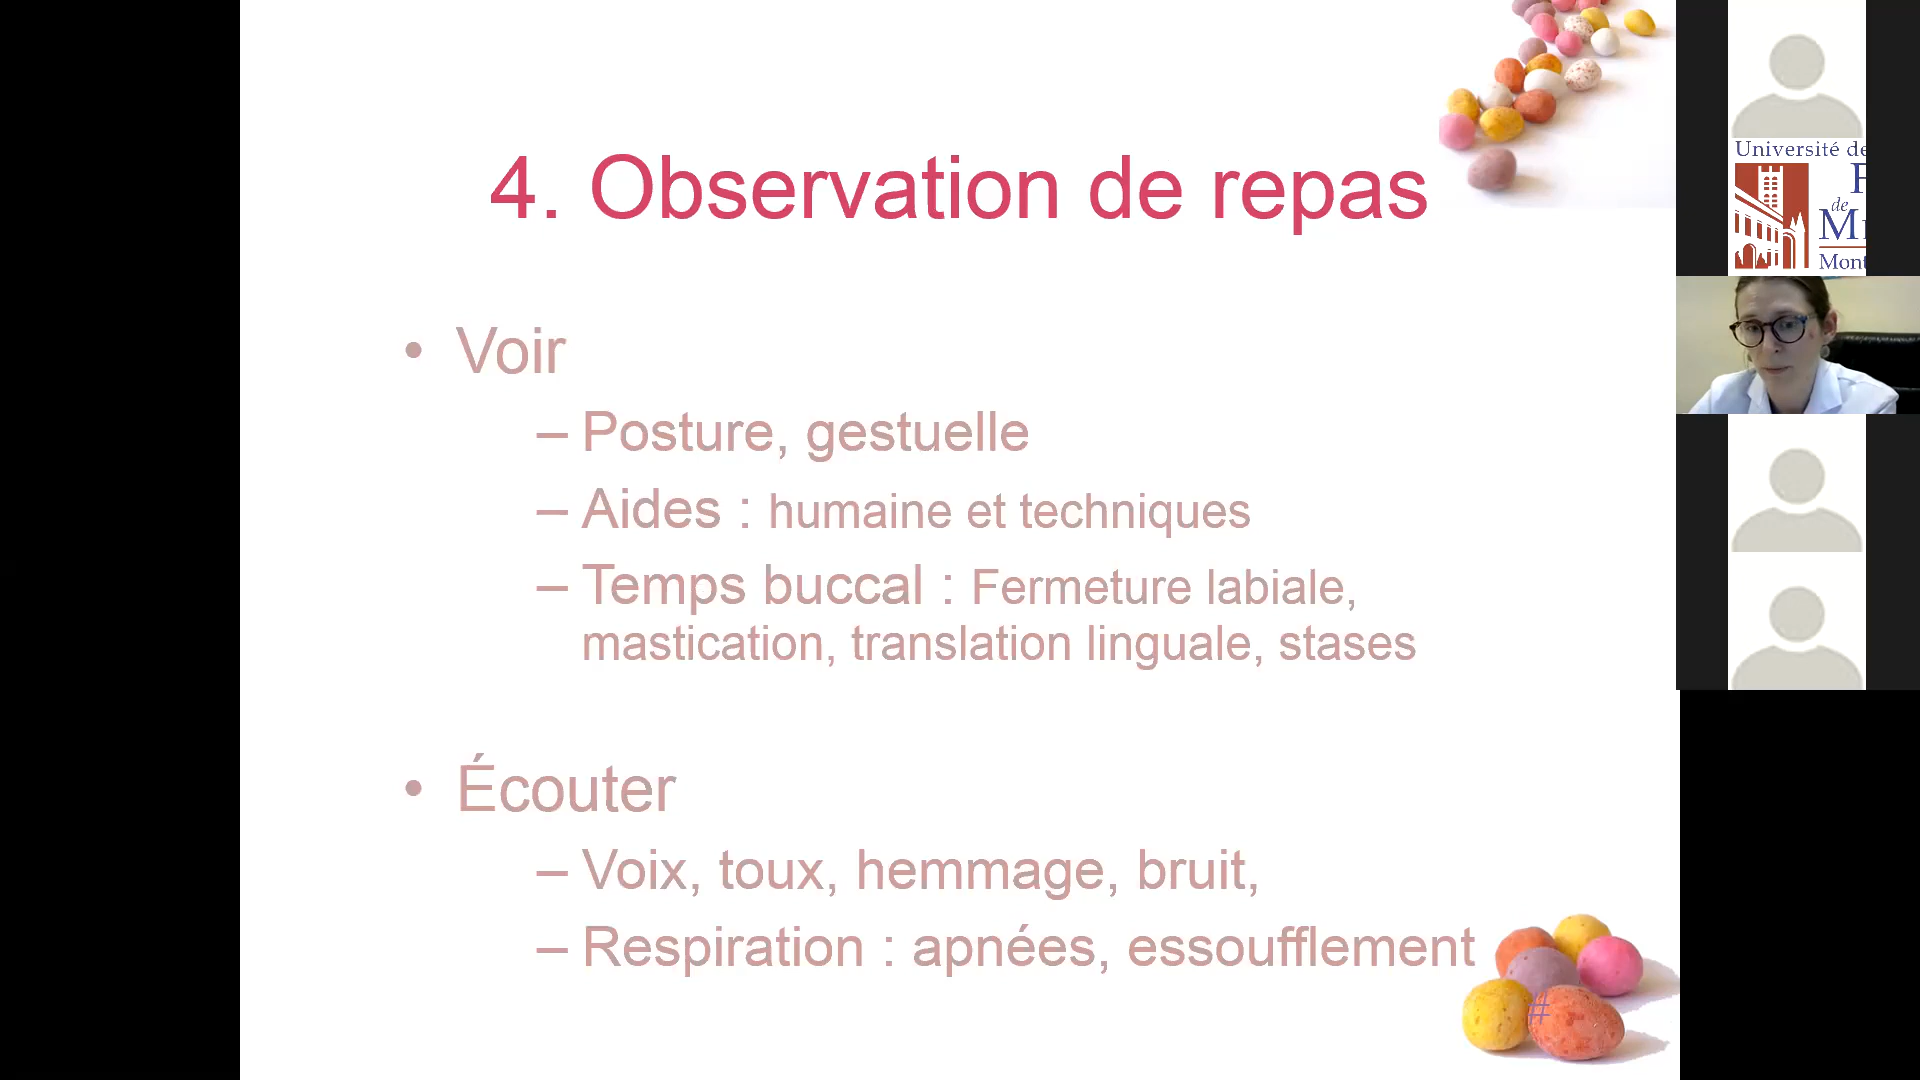 4. Observation de repas
• Voir
– Posture, gestuelle
– Aides : humaine et techniques
– Temps buccal : Fermeture labiale,
mastication, translation linguale, stases
• Écouter
– Voix, toux, hemmage, bruit,
– Respiration : apnées, essoufflement
#
Université de
de